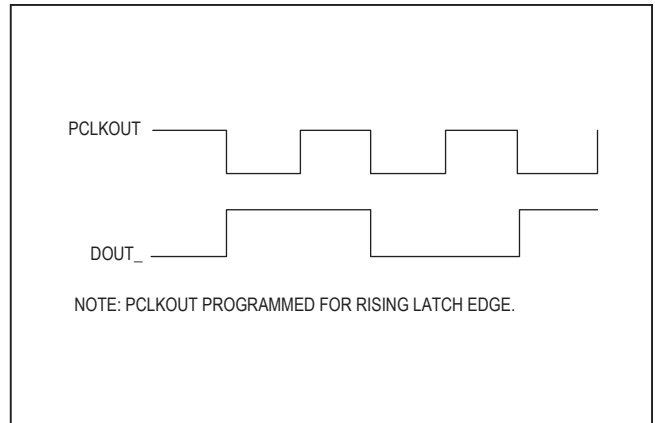 PCLKOUT
DOUT_
NOTE: PCLKOUT PROGRAMMED FOR RISING LATCH EDGE.